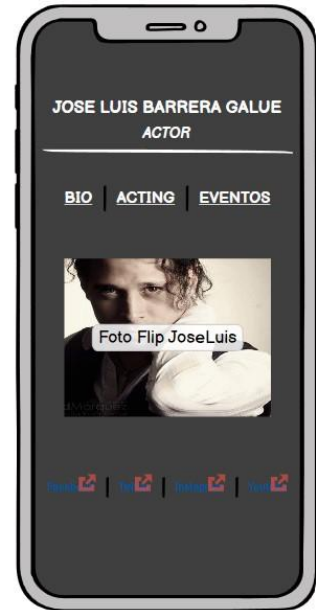 JOSE LUIS BARRERA GALUE
ACTOR
BIO | ACTING | EVENTOS
Foto Flip JoseLuis